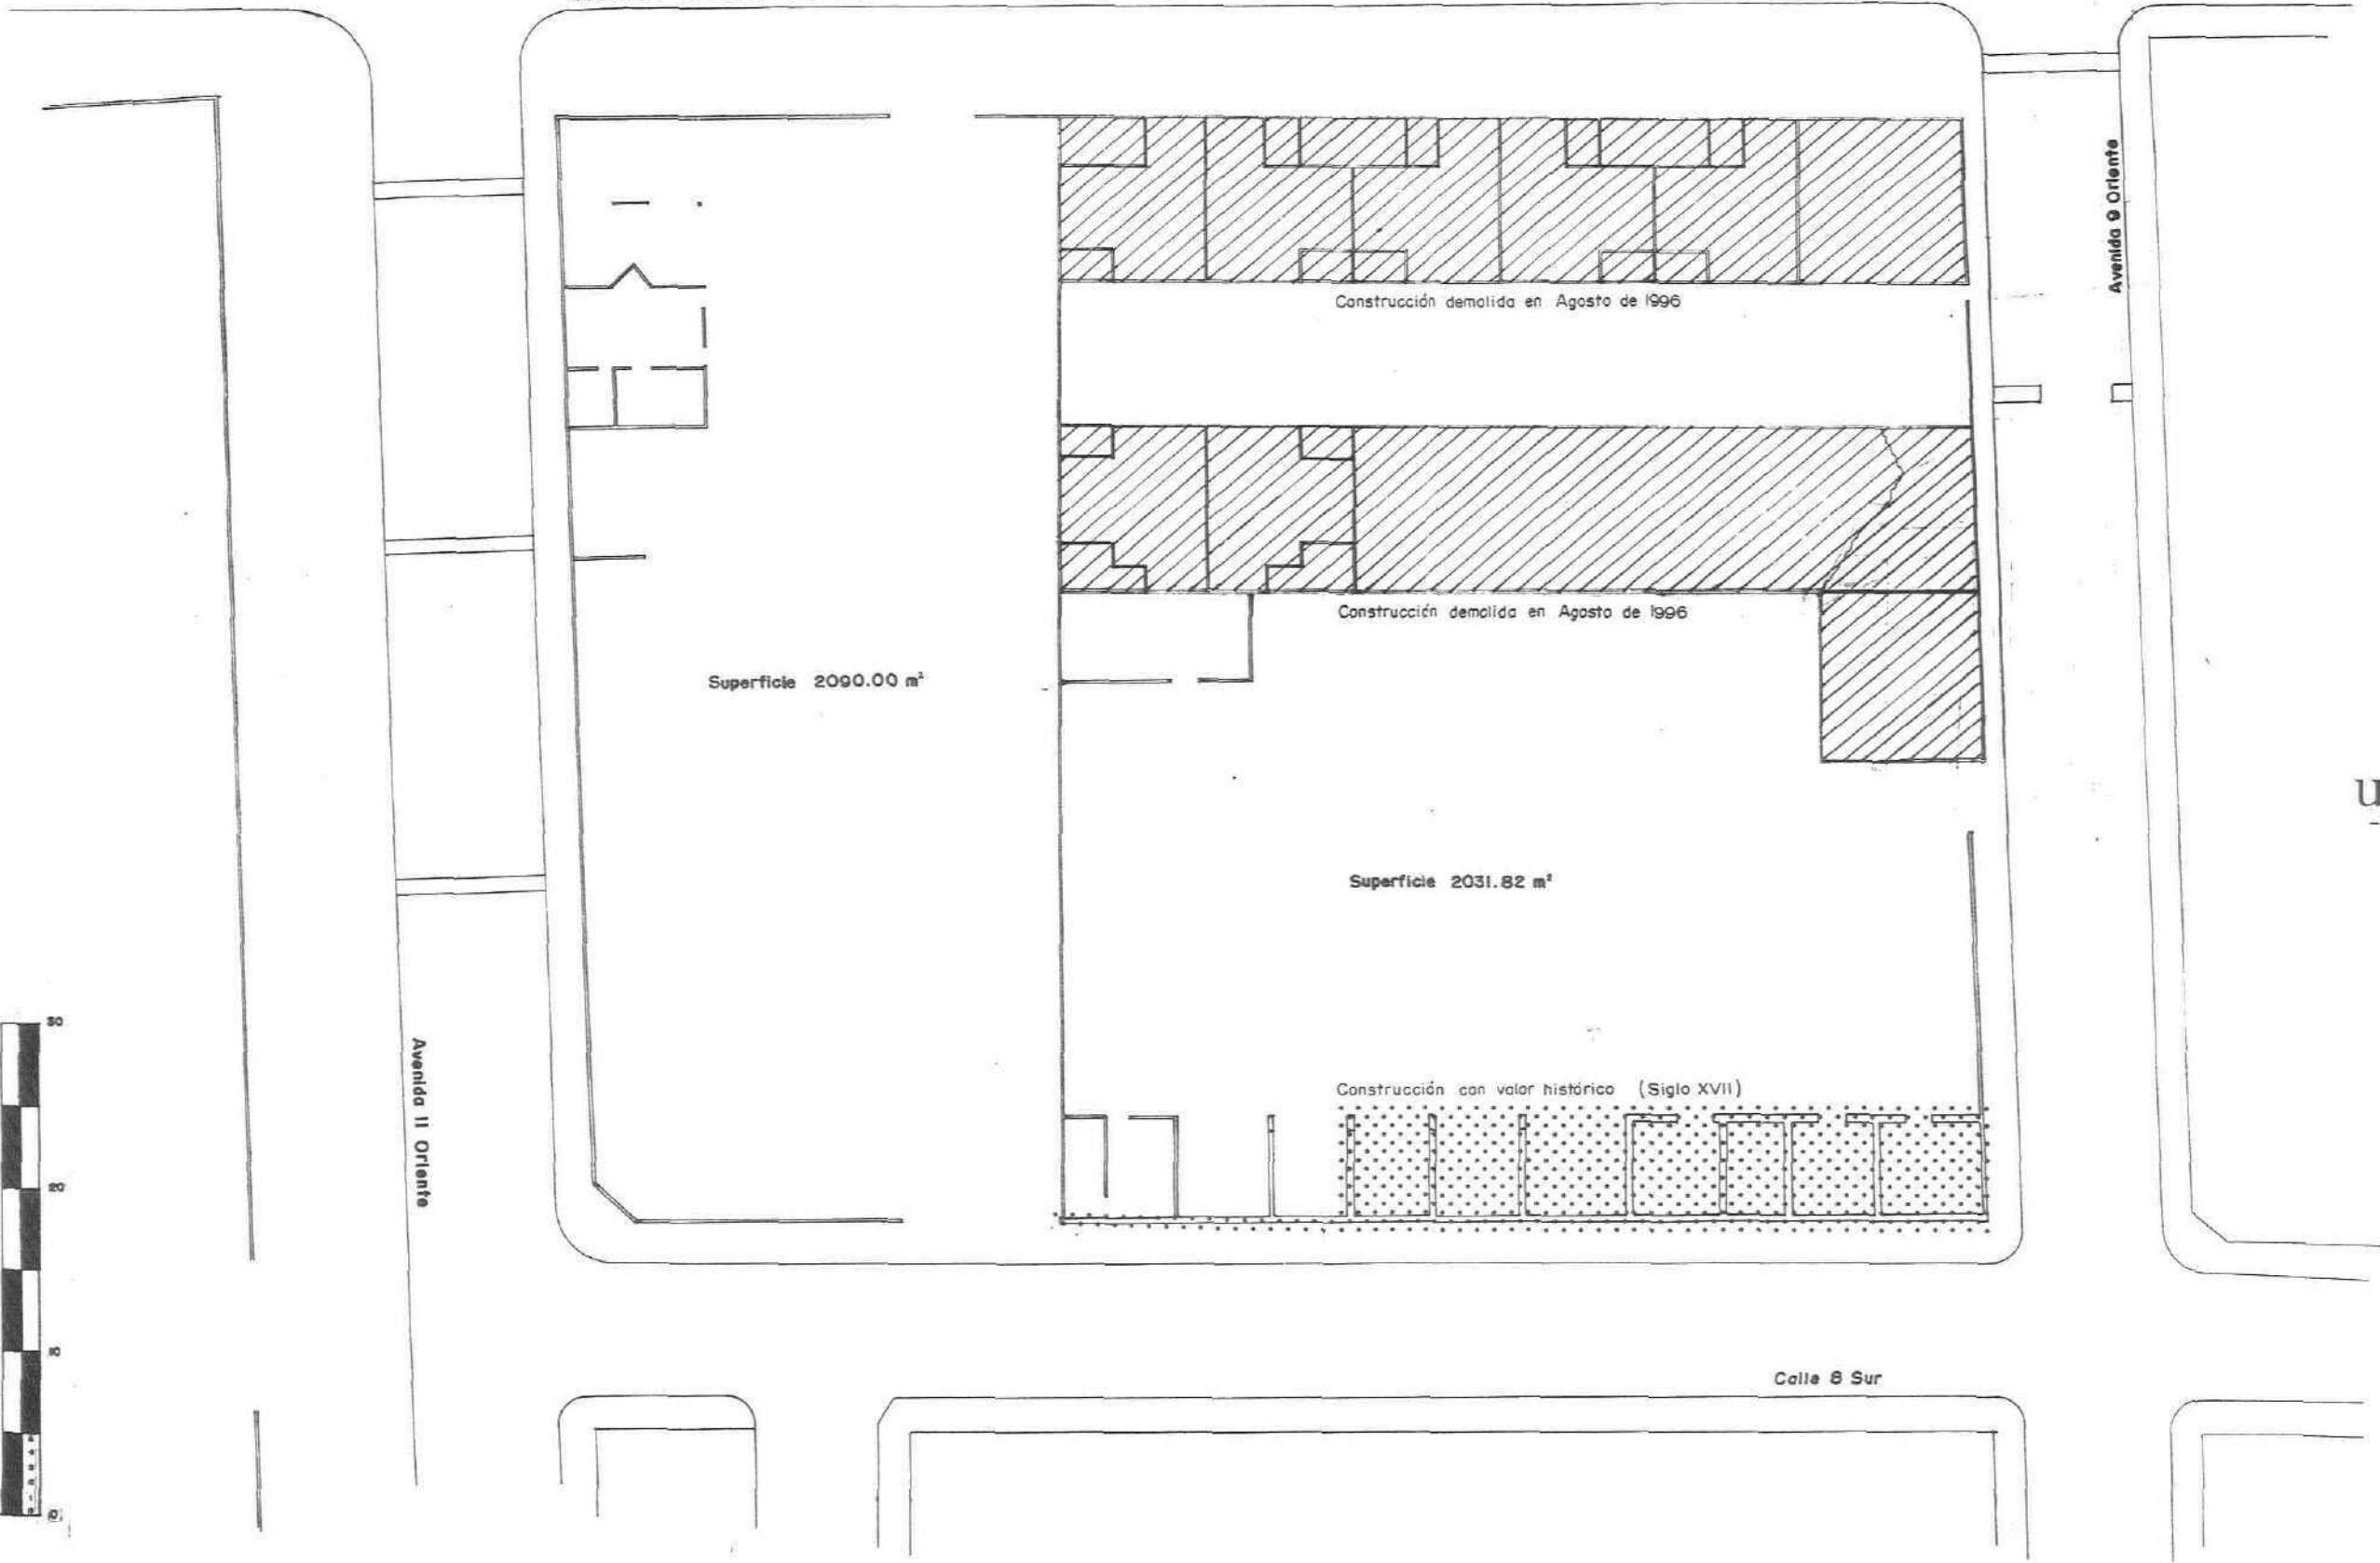 Avenida 9 Oriente
Construcción demolida en Agosto de 1996
Construcción demolida en Agosto de 1996
Superficie 2090.00 m²
u
Superficie 2031.82 m²
30
Avenida 11 Oriente
Construcción con valor histórico (Siglo XVII)
20
10
Calle 8 Sur
0